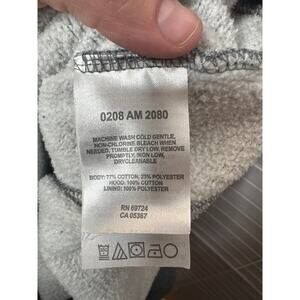 0208 AM 2080
MACHINE WASH COLD GENTLE,
NON-CHLORINE BLEACH WHEN
NEEDED, TUMBLE DRY LOW, REMOVE
PROMPTLY, IRON LOW,
DRYCLEANABLE
BODY: 77% COTTON, 23% POLYESTER
HOOD: 100% COTTON
LINING: 100% POLYESTER
RN 69724
CA 05367